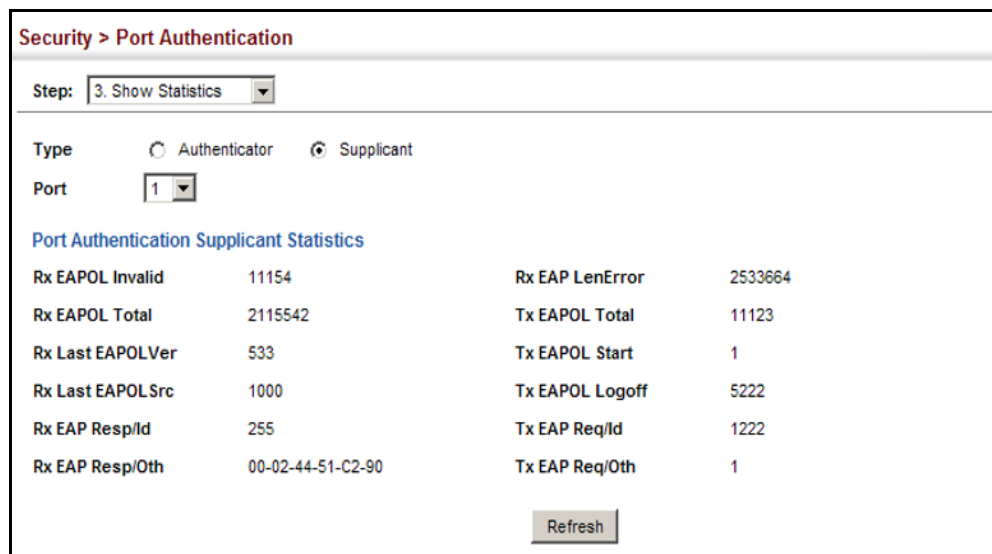 Security > Port Authentication
Step: 3. Show Statistics
Type Authenticator Supplicant
Port 1
Port Authentication Supplicant Statistics
Rx EAPOL Invalid 11154 Rx EAP LenError 2533664
Rx EAPOL Total 2115542 Tx EAPOL Total 11123
Rx Last EAPOLVer 533 Tx EAPOL Start 1
Rx Last EAPOLSrc 1000 Tx EAPOL Logoff 5222
Rx EAP Resp/Id 255 Tx EAP Req/Id 1222
Rx EAP Resp/Oth 00-02-44-51-C2-90 Tx EAP Req/Oth 1
Refresh